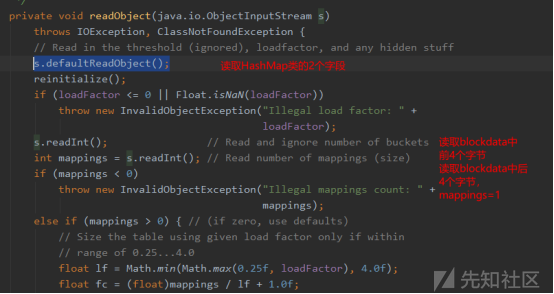 */
private void readObject(java.io.ObjectInputStream s)
throws IOException, ClassNotFoundException {
// Read in the threshold (ignored), loadfactor, and any hidden stuff
s.defaultReadObject(); 读取HashMap类的2个字段
reinitialize();
if (loadFactor <= 0 || Float.isNaN(loadFactor))
throw new InvalidObjectException("Illegal load factor: " +
loadFactor);
s.readInt(); // Read and ignore number of buckets 读取blockdata中
前4个字节
int mappings = s.readInt(); // Read number of mappings (size) 读取blockdata中后
4个字节,
if (mappings < 0) mappings=1
throw new InvalidObjectException("Illegal mappings count: " +
mappings);
else if (mappings > 0) { // (if zero, use defaults)
// Size the table using given load factor only if within
// range of 0.25...4.0
float lf = Math.min(Math.max(0.25f, loadFactor), 4.0f);
float fc = (float)mappings / lf + 1.0f;
先知社区